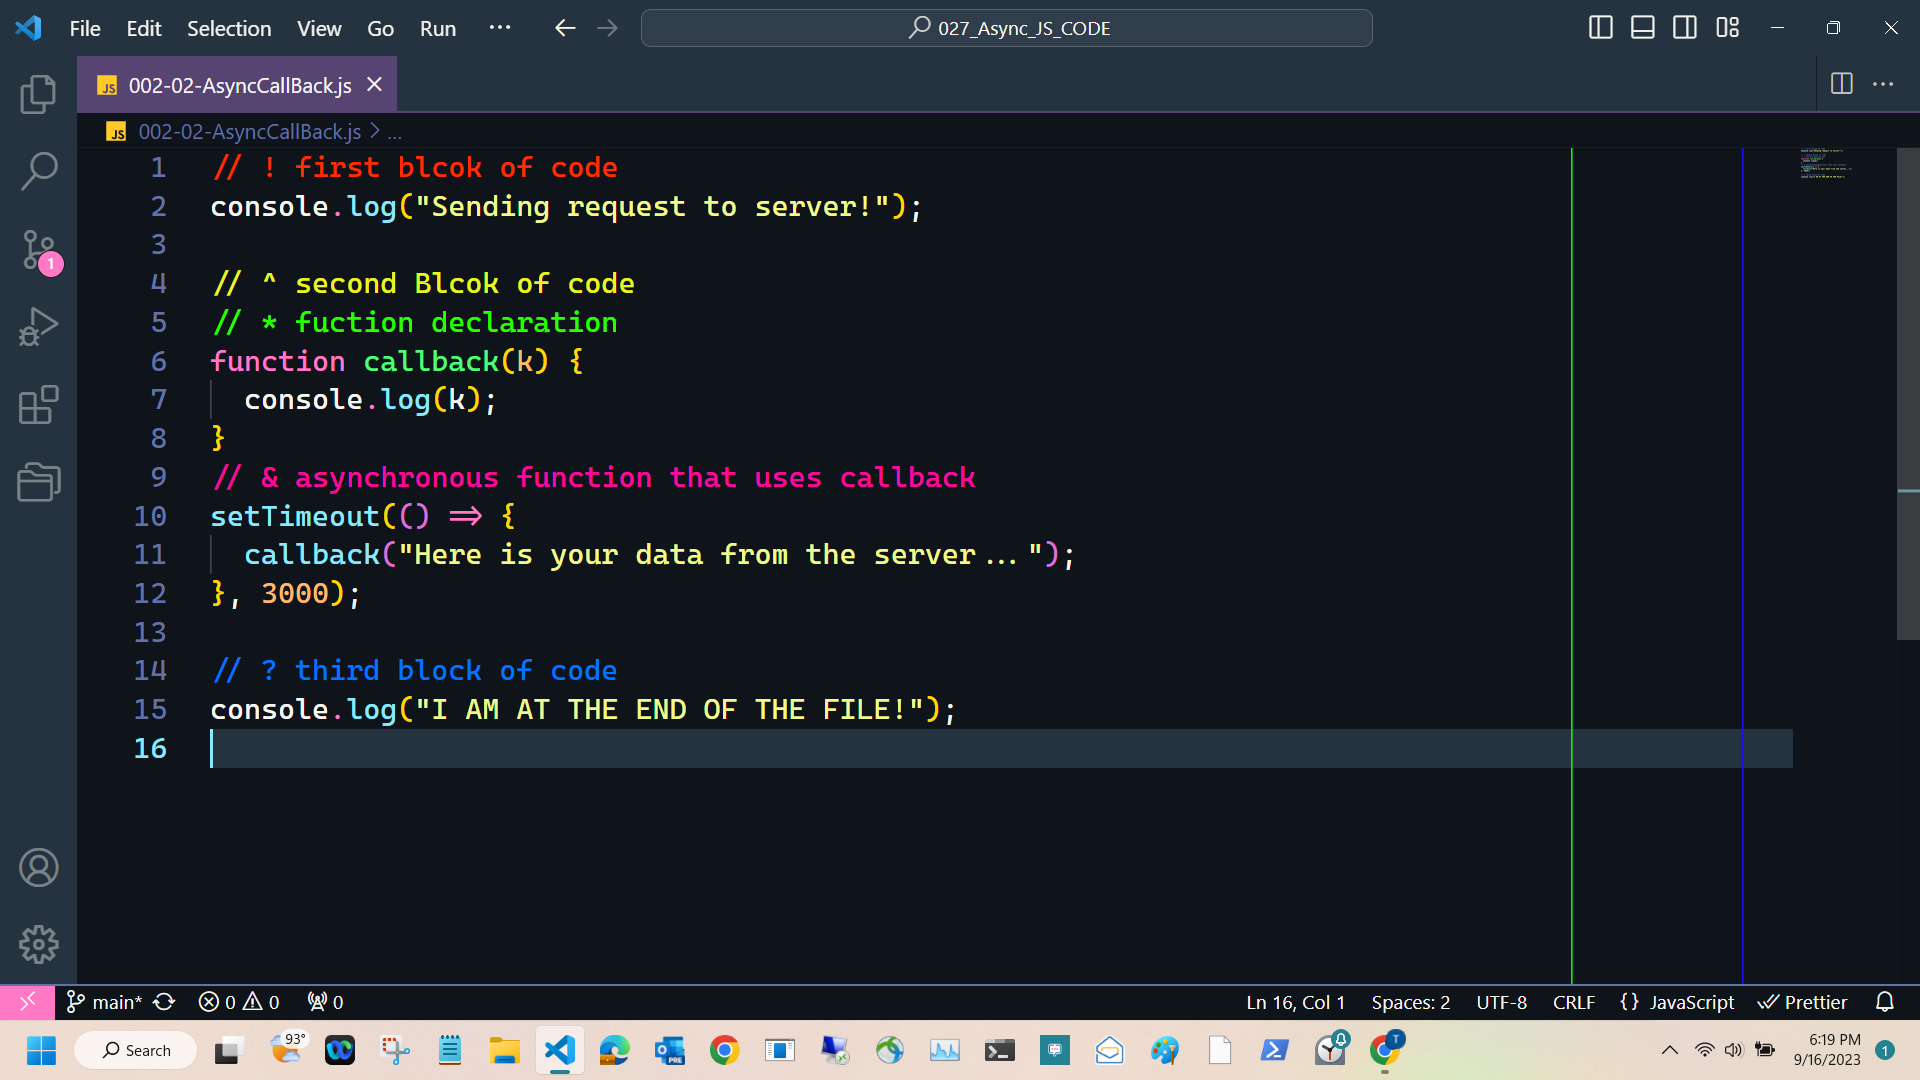 File Edit Selection View Go Run ··· 027_Async_JS_CODE
JS 002-02-AsyncCallBack.js
JS 002-02-AsyncCallBack.js > ...
1 // ! first blcok of code
2 console.log("Sending request to server!");
3
4 // ^ second Blcok of code
5 // * fuction declaration
6 function callback(k) {
7 console.log(k);
8 }
9 // & asynchronous function that uses callback
10 setTimeout(() => {
11 callback("Here is your data from the server...");
12 }, 3000);
13
14 // ? third block of code
15 console.log("I AM AT THE END OF THE FILE!");
16
1
main* 0 0 0 Ln 16, Col 1 Spaces: 2 UTF-8 CRLF {} JavaScript Prettier
Search 93° PRE T 6:19 PM
9/16/2023 1